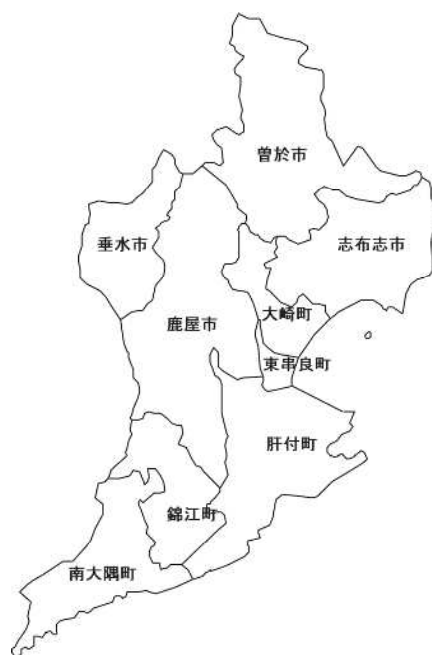 曽於市
志布志市
垂水市
大崎町
鹿屋市
東串良町
肝付町
錦江町
南大隅町